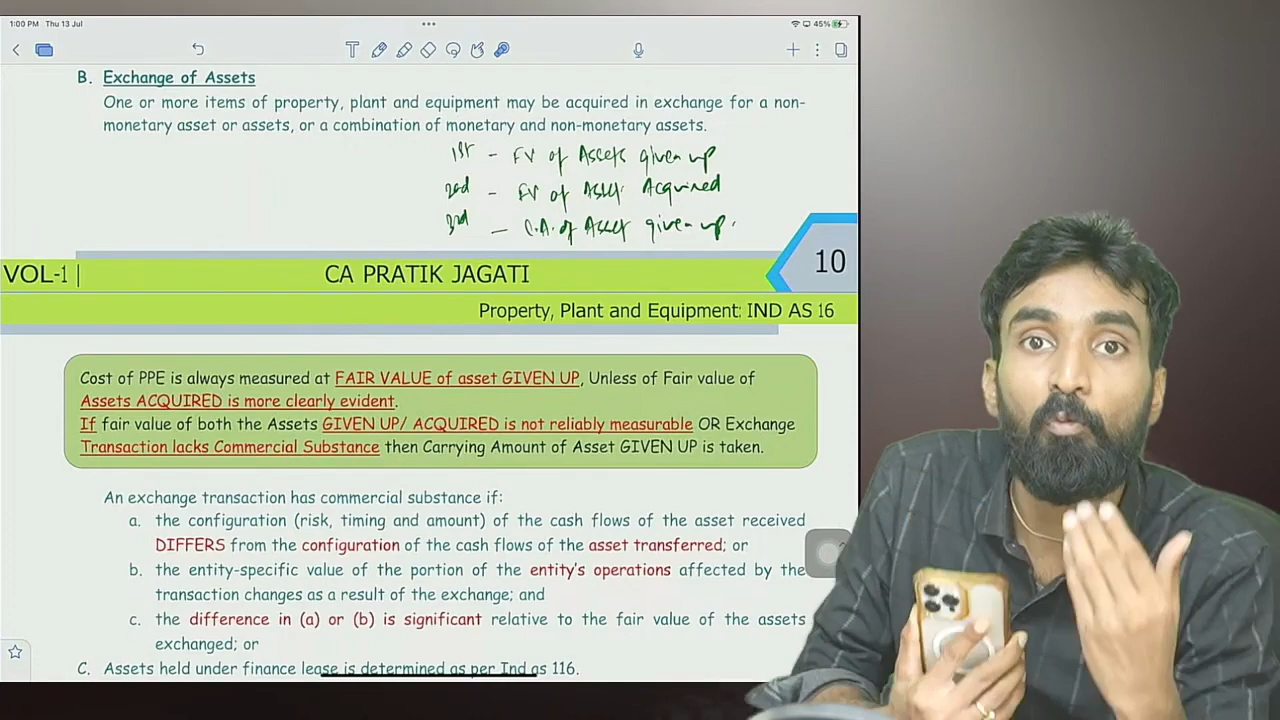 1:00 PM Thu 13 Jul
45%
B. Exchange of Assets
One or more items of property, plant and equipment may be acquired in exchange for a non-
monetary asset or assets, or a combination of monetary and non-monetary assets.
1st - FV of Assets given up
2nd - FV of Asset Acquired
3rd - C.A. of Asset given up.
10
VOL-1 |
CA PRATIK JAGATI
Property, Plant and Equipment: IND AS 16
Cost of PPE is always measured at FAIR VALUE of asset GIVEN UP, Unless of Fair value of
Assets ACQUIRED is more clearly evident.
If fair value of both the Assets GIVEN UP/ ACQUIRED is not reliably measurable OR Exchange
Transaction lacks Commercial Substance then Carrying Amount of Asset GIVEN UP is taken.
An exchange transaction has commercial substance if:
a. the configuration (risk, timing and amount) of the cash flows of the asset received
DIFFERS from the configuration of the cash flows of the asset transferred; or
b. the entity-specific value of the portion of the entity's operations affected by the
transaction changes as a result of the exchange; and
c. the difference in (a) or (b) is significant relative to the fair value of the assets
exchanged; or
C. Assets held under finance lease is determined as per Ind as 116.